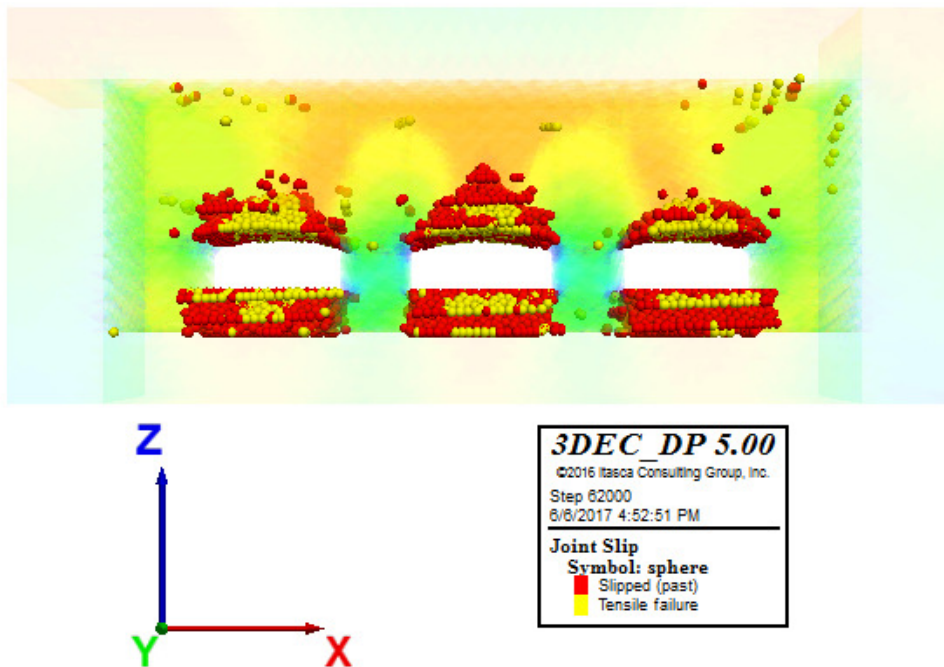 Z
Y
X
3DEC_DP 5.00
©2016 Itasca Consulting Group, Inc.
Step 62000
6/6/2017 4:52:51 PM
Joint Slip
Symbol: sphere
Slipped (past)
Tensile failure